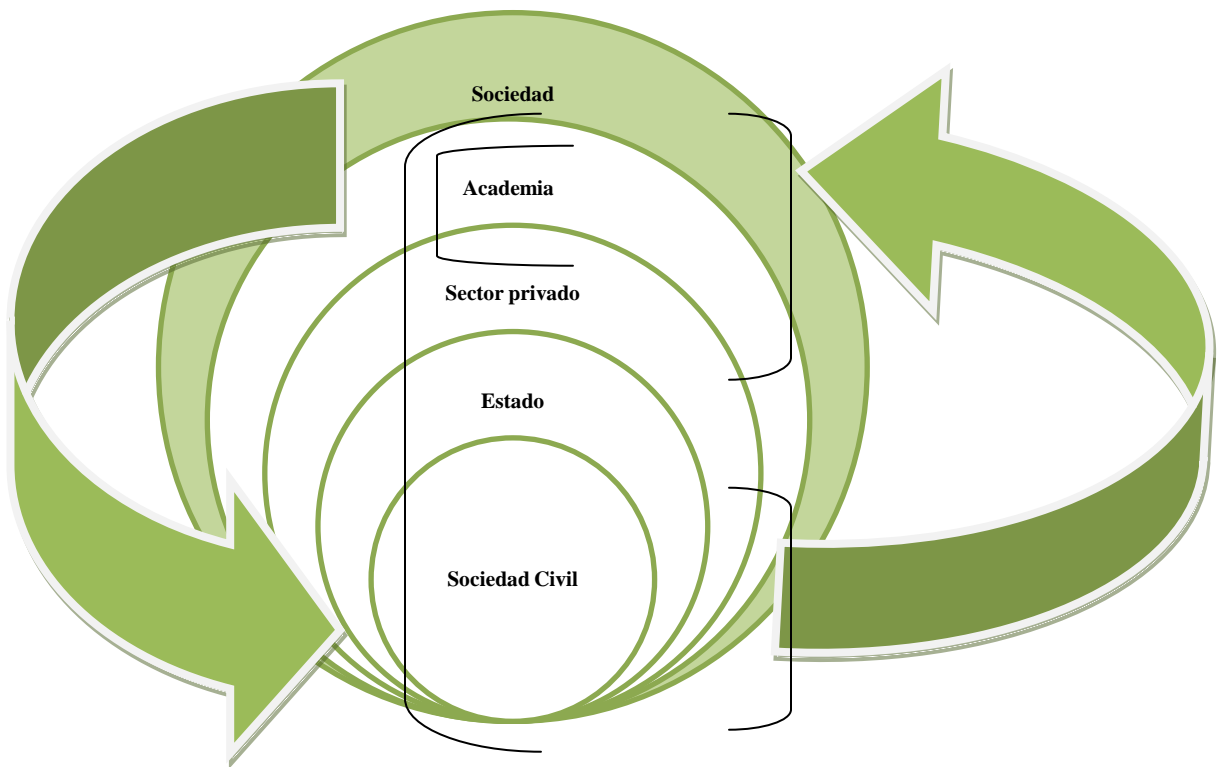 Sociedad
Academia
Sector privado
Estado
Sociedad Civil